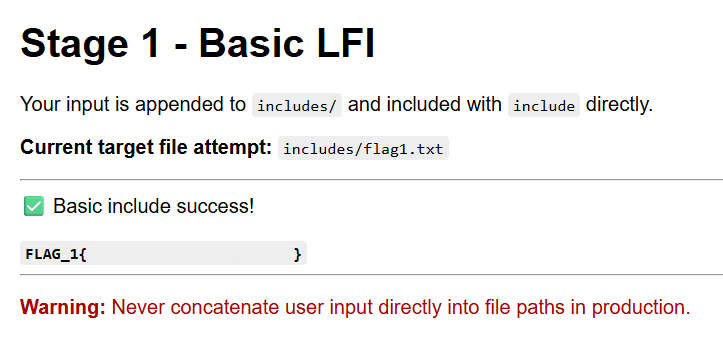 Stage 1 - Basic LFI
Your input is appended to includes/ and included with include directly.
Current target file attempt: includes/flag1.txt
✅ Basic include success!
FLAG_1{ }
Warning: Never concatenate user input directly into file paths in production.